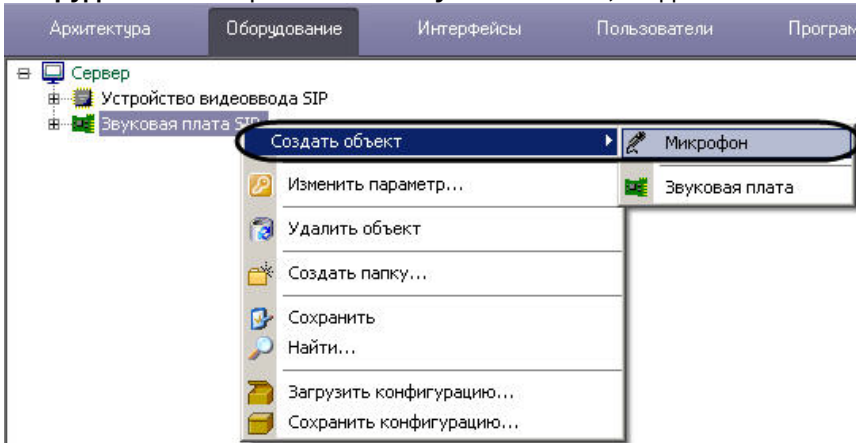 Архитектура Оборудование Интерфейсы Пользователи Програм
Сервер
Устройство видеоввода SIP
Звуковая плата SIP
Создать объект
Микрофон
Звуковая плата
Изменить параметр...
Удалить объект
Создать папку...
Сохранить
Найти...
Загрузить конфигурацию...
Сохранить конфигурацию...